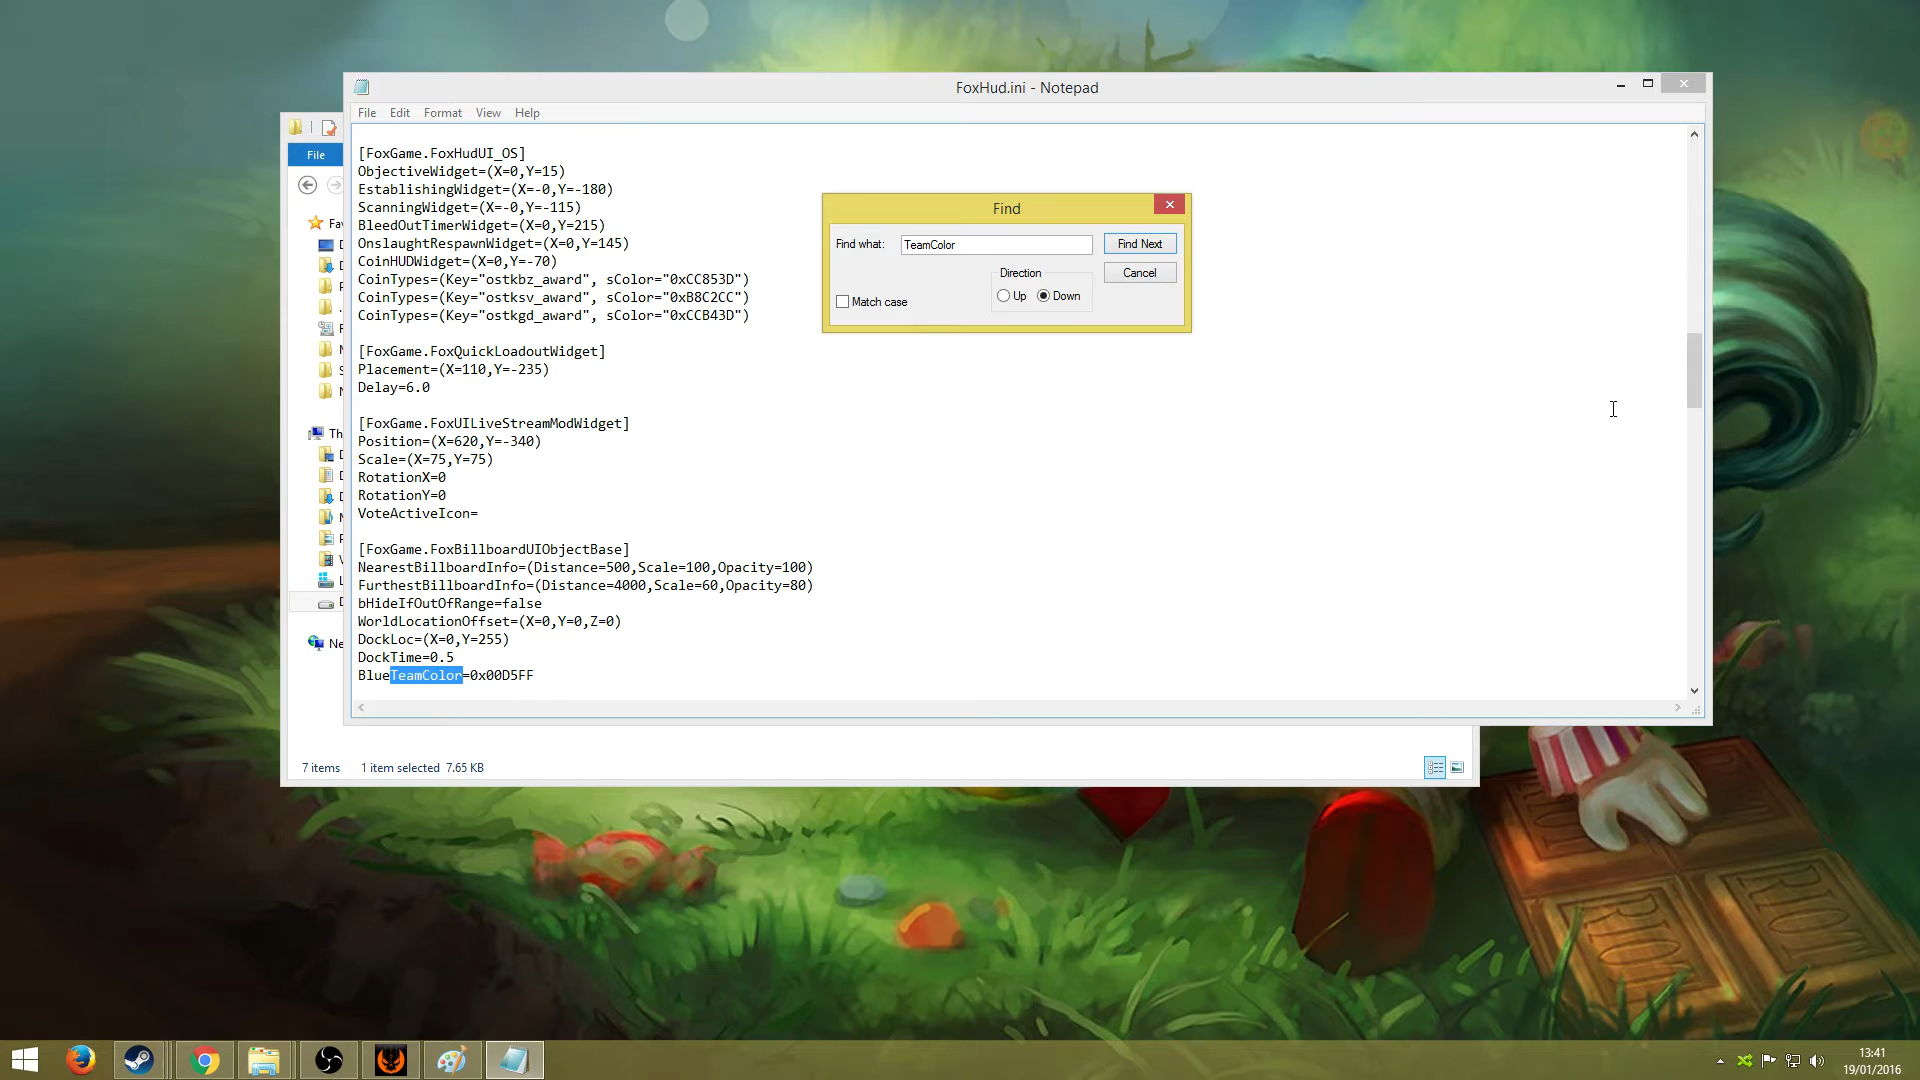 FoxHud.ini - Notepad
File Edit Format View Help
File
Fav
Th
Ne
[FoxGame.FoxHudUI_OS]
ObjectiveWidget=(X=0,Y=15)
EstablishingWidget=(X=-0,Y=-180)
ScanningWidget=(X=-0,Y=-115)
BleedOutTimerWidget=(X=0,Y=215)
OnslaughtRespawnWidget=(X=0,Y=145)
CoinHUDWidget=(X=0,Y=-70)
CoinTypes=(Key="ostkbz_award", sColor="0xCC853D")
CoinTypes=(Key="ostksv_award", sColor="0xB8C2CC")
CoinTypes=(Key="ostkgd_award", sColor="0xCCB43D")
[FoxGame.FoxQuickLoadoutWidget]
Placement=(X=110,Y=-235)
Delay=6.0
[FoxGame.FoxUILiveStreamModWidget]
Position=(X=620,Y=-340)
Scale=(X=75,Y=75)
RotationX=0
RotationY=0
VoteActiveIcon=
[FoxGame.FoxBillboardUIObjectBase]
NearestBillboardInfo=(Distance=500,Scale=100,Opacity=100)
FurthestBillboardInfo=(Distance=4000,Scale=60,Opacity=80)
bHideIfOutOfRange=false
WorldLocationOffset=(X=0,Y=0,Z=0)
DockLoc=(X=0,Y=255)
DockTime=0.5
BlueTeamColor=0x00D5FF
Find
Find what: TeamColor Find Next
Direction Cancel
Match case Up Down
7 items 1 item selected 7.65 KB
RIOT
13:41
19/01/2016